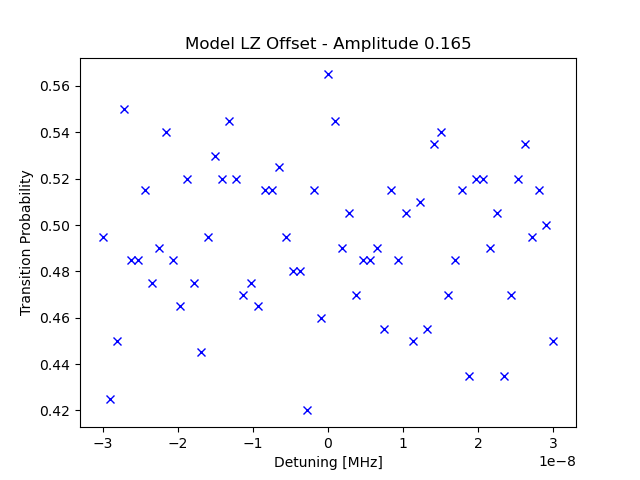 Model LZ Offset - Amplitude 0.165
Transition Probability
0.56
0.54
0.52
0.50
0.48
0.46
0.44
0.42
−3 −2 −1 0 1 2 3
1e−8
Detuning [MHz]